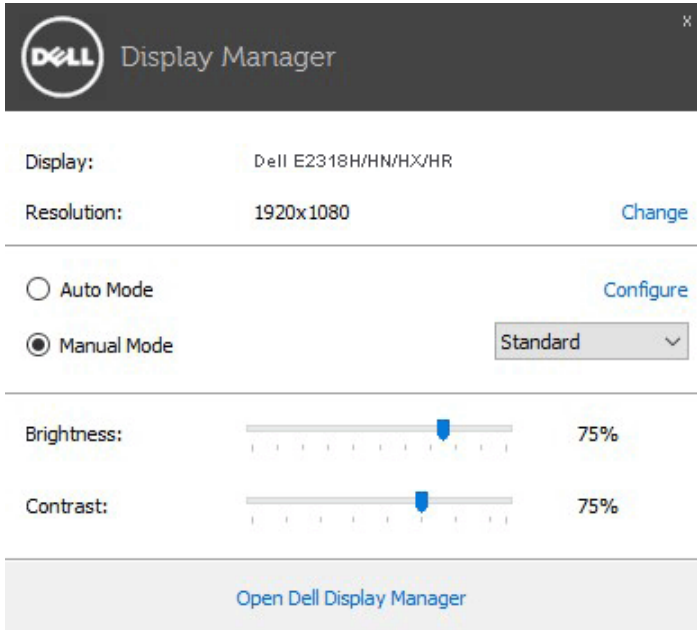 DELL Display Manager
X
Display: Dell E2318H/HN/HX/HR
Resolution: 1920x1080 Change
Auto Mode Configure
Manual Mode Standard
Brightness: 75%
Contrast: 75%
Open Dell Display Manager